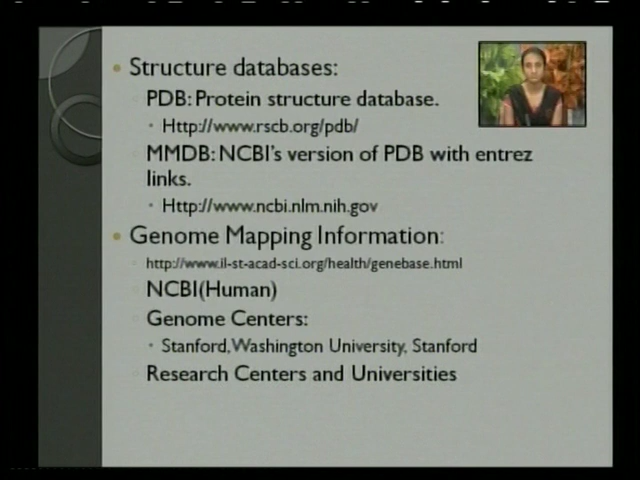 Structure databases:
PDB: Protein structure database.
Http://www.rscb.org/pdb/
MMDB: NCBI's version of PDB with entrez
links.
Http://www.ncbi.nlm.nih.gov
Genome Mapping Information:
http://www.il-st-acad-sci.org/health/genebase.html
NCBI(Human)
Genome Centers:
Stanford,Washington University, Stanford
Research Centers and Universities